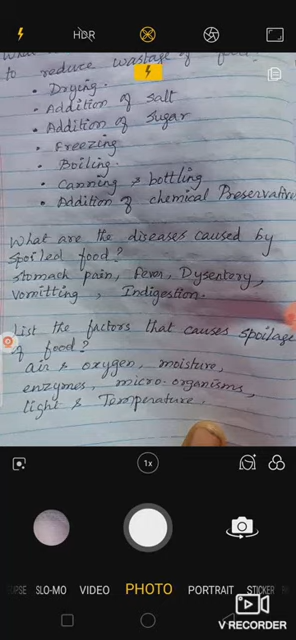 HDR
to reduce wastage of food.
• Drying.
• Addition of salt
• Addition of sugar
• Freezing
• Boiling.
• Canning & bottling
• Addition of chemical Preservative
What are the diseases caused by
spoiled food?
stomach pain, Fever, Dysentery,
Vomitting, Indigestion.
List the factors that causes spoilage
of food?
air & oxygen, moisture,
enzymes, micro-organisms,
light & Temperature.
1x
SLO-MO VIDEO PHOTO PORTRAIT STICKER
V RECORDER